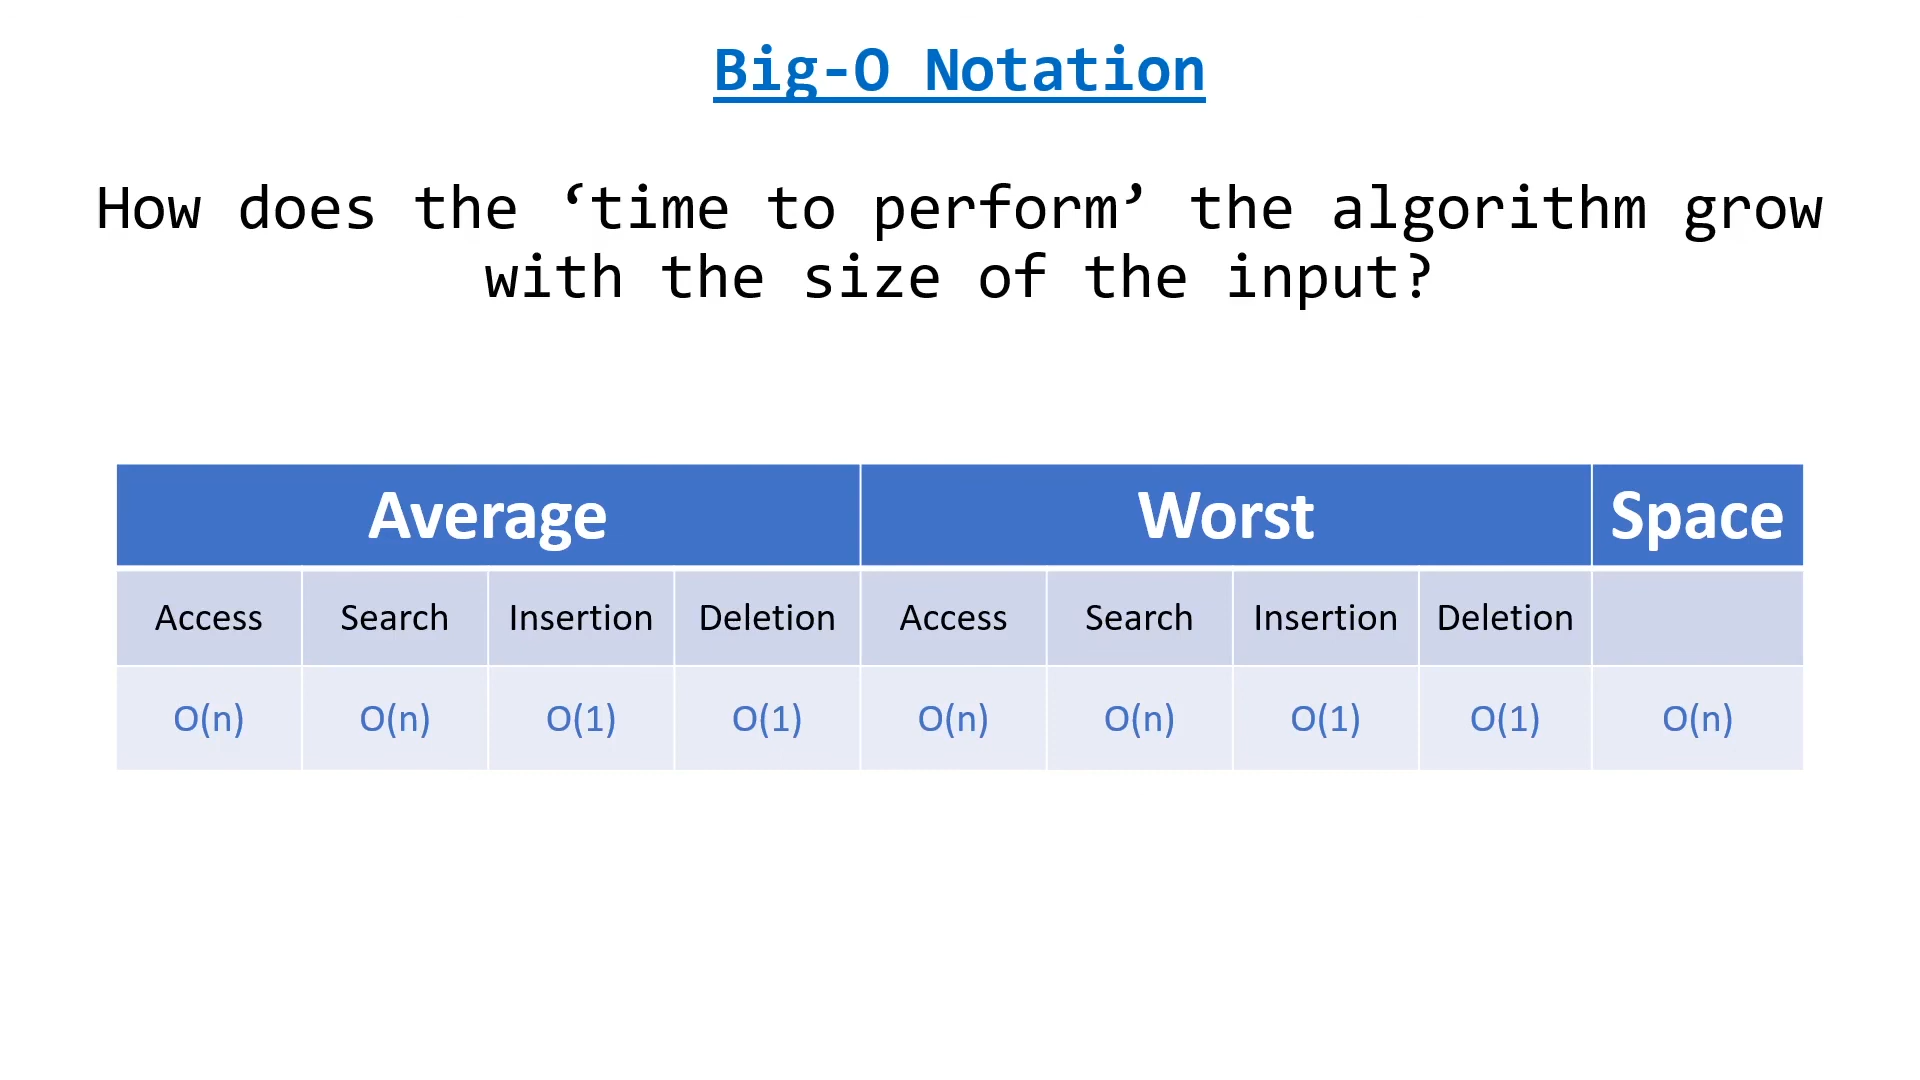 Big-O Notation
How does the ‘time to perform’ the algorithm grow
with the size of the input?
Average Worst Space
Access Search Insertion Deletion Access Search Insertion Deletion
O(n) O(n) O(1) O(1) O(n) O(n) O(1) O(1) O(n)